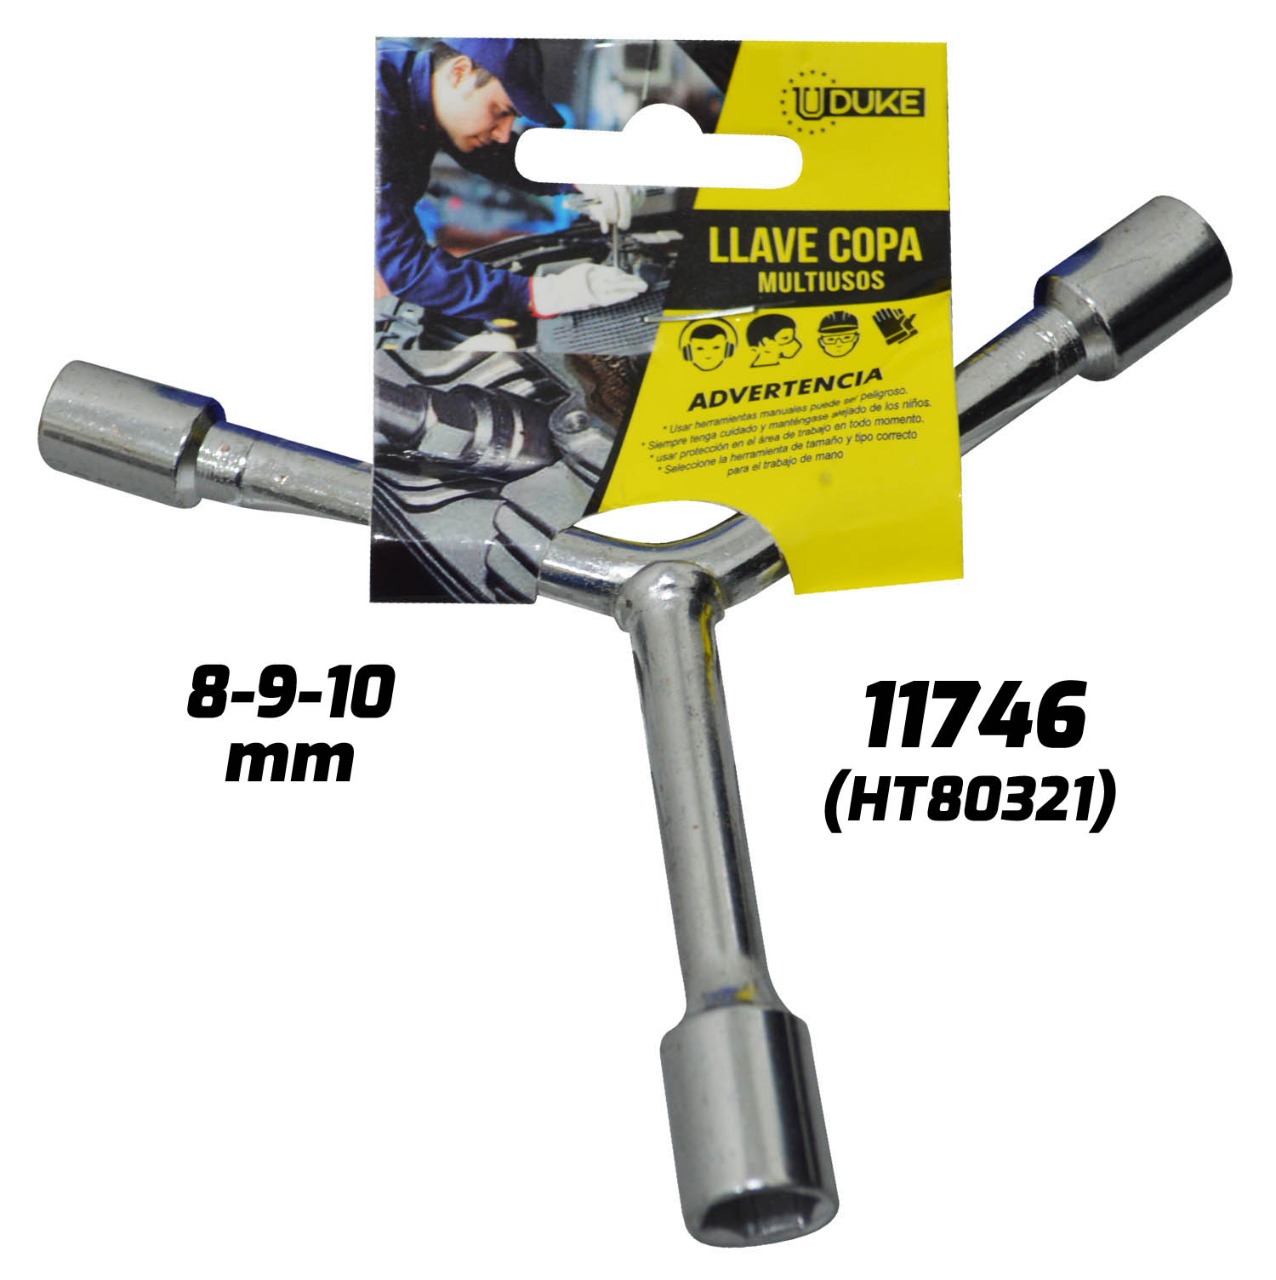 UDUKE
LLAVE COPA
MULTIUSOS
ADVERTENCIA
* Usar herramientas manuales puede ser peligroso.
* Siempre tenga cuidado y manténgase alejado de los niños.
* usar protección en el área de trabajo en todo momento.
* Seleccione la herramienta de tamaño y tipo correcto
para el trabajo de mano
8-9-10
mm
11746
(HT80321)